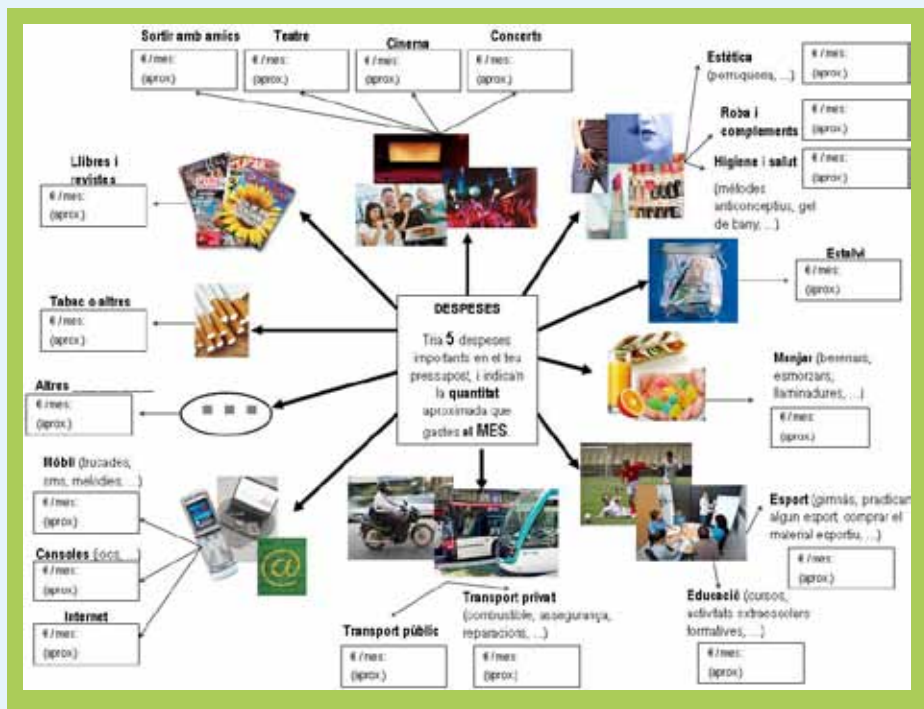 Sortir amb amics
€ / mes:
(aprox.)
Teatre
€ / mes:
(aprox.)
Cinema
€ / mes:
(aprox.)
Concerts
€ / mes:
(aprox.)
Estètica
(perruqueria, ...)
€ / mes:
(aprox.)
Roba i
complements
€ / mes:
(aprox.)
Higiene i salut
(mètodes
anticonceptius, gel
de bany, ...)
€ / mes:
(aprox.)
Llibres i
revistes
€ / mes:
(aprox.)
Estalvi
€ / mes:
(aprox.)
Tabac o altres
€ / mes:
(aprox.)
DESPESES
Tria 5 despeses
importants en el teu
pressupost, i indica'n
la quantitat
aproximada que
gastes al MES.
Menjar (berenars,
esmorzars,
llaminadures, ...)
€ / mes:
(aprox.)
Altres
€ / mes:
(aprox.)
Mòbil (trucades,
sms, melodies, ...)
€ / mes:
(aprox.)
Consoles (jocs, ...)
€ / mes:
(aprox.)
Internet
€ / mes:
(aprox.)
@
Esport (gimnàs, practicar
algun esport, comprar el
material esportiu, ...)
€ / mes:
(aprox.)
Educació (cursos,
activitats extraescolars
formatives, ...)
€ / mes:
(aprox.)
Transport privat
(combustible, assegurança,
reparacions, ...)
€ / mes:
(aprox.)
Transport públic
€ / mes:
(aprox.)